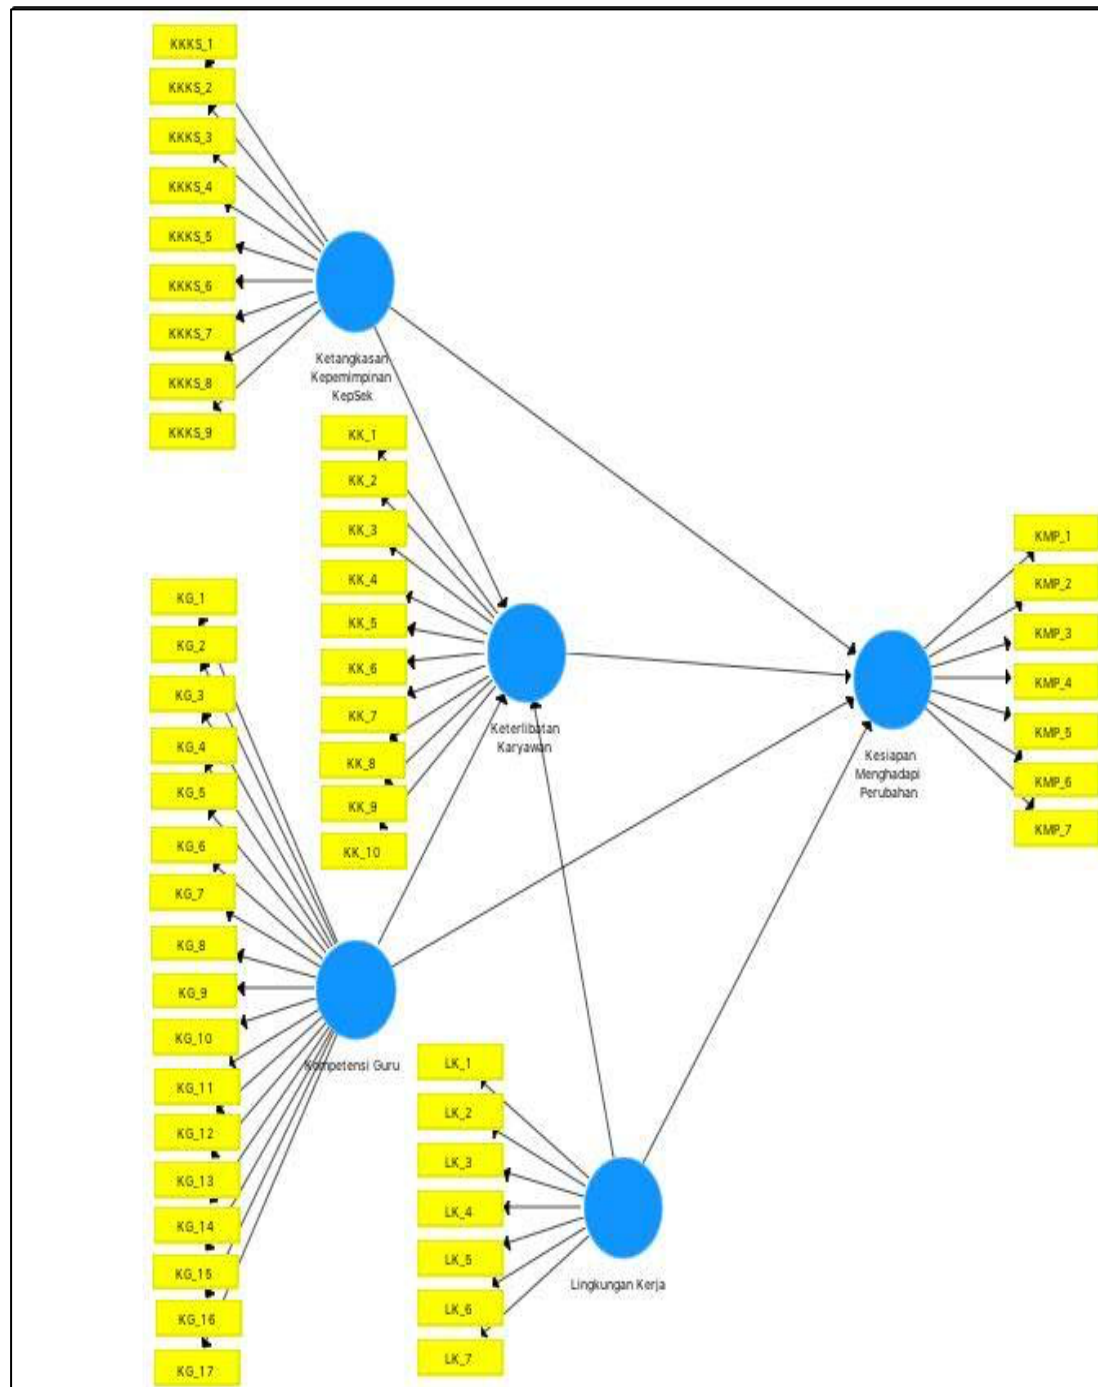 KKKS_1
KKKS_2
KKKS_3
KKKS_4
KKKS_5
KKKS_6
KKKS_7
KKKS_8
KKKS_9
Ketangkasan
Kepemimpinan
KepSek
KK_1
KK_2
KK_3
KK_4
KK_5
KK_6
KK_7
KK_8
KK_9
KK_10
Keterlibatan
Karyawan
KMP_1
KMP_2
KMP_3
KMP_4
KMP_5
KMP_6
KMP_7
Kesiapan
Menghadapi
Perubahan
KG_1
KG_2
KG_3
KG_4
KG_5
KG_6
KG_7
KG_8
KG_9
KG_10
KG_11
KG_12
KG_13
KG_14
KG_15
KG_16
KG_17
Kompetensi Guru
LK_1
LK_2
LK_3
LK_4
LK_5
LK_6
LK_7
Lingkungan Kerja